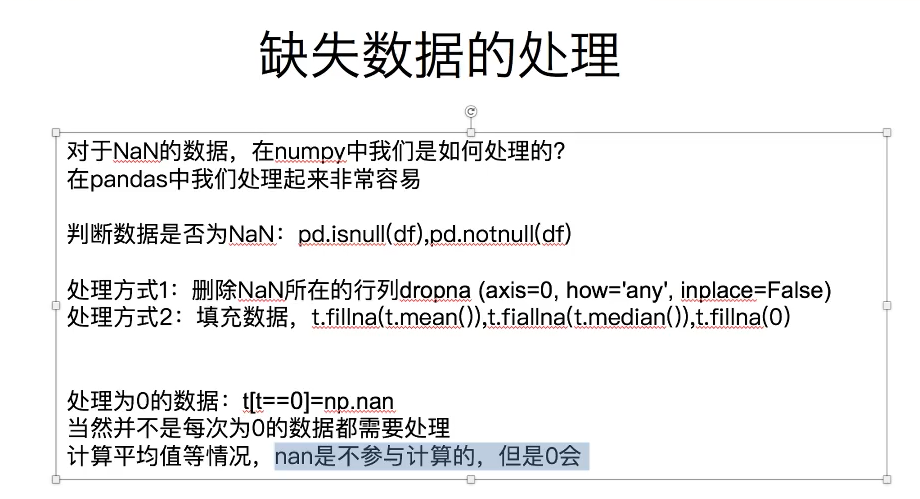 缺失数据的处理
对于NaN的数据，在numpy中我们是如何处理的？
在pandas中我们处理起来非常容易
判断数据是否为NaN：pd.isnull(df),pd.notnull(df)
处理方式1：删除NaN所在的行列dropna (axis=0, how='any', inplace=False)
处理方式2：填充数据，t.fillna(t.mean()),t.fiallna(t.median()),t.fillna(0)
处理为0的数据：t[t==0]=np.nan
当然并不是每次为0的数据都需要处理
计算平均值等情况，nan是不参与计算的，但是0会